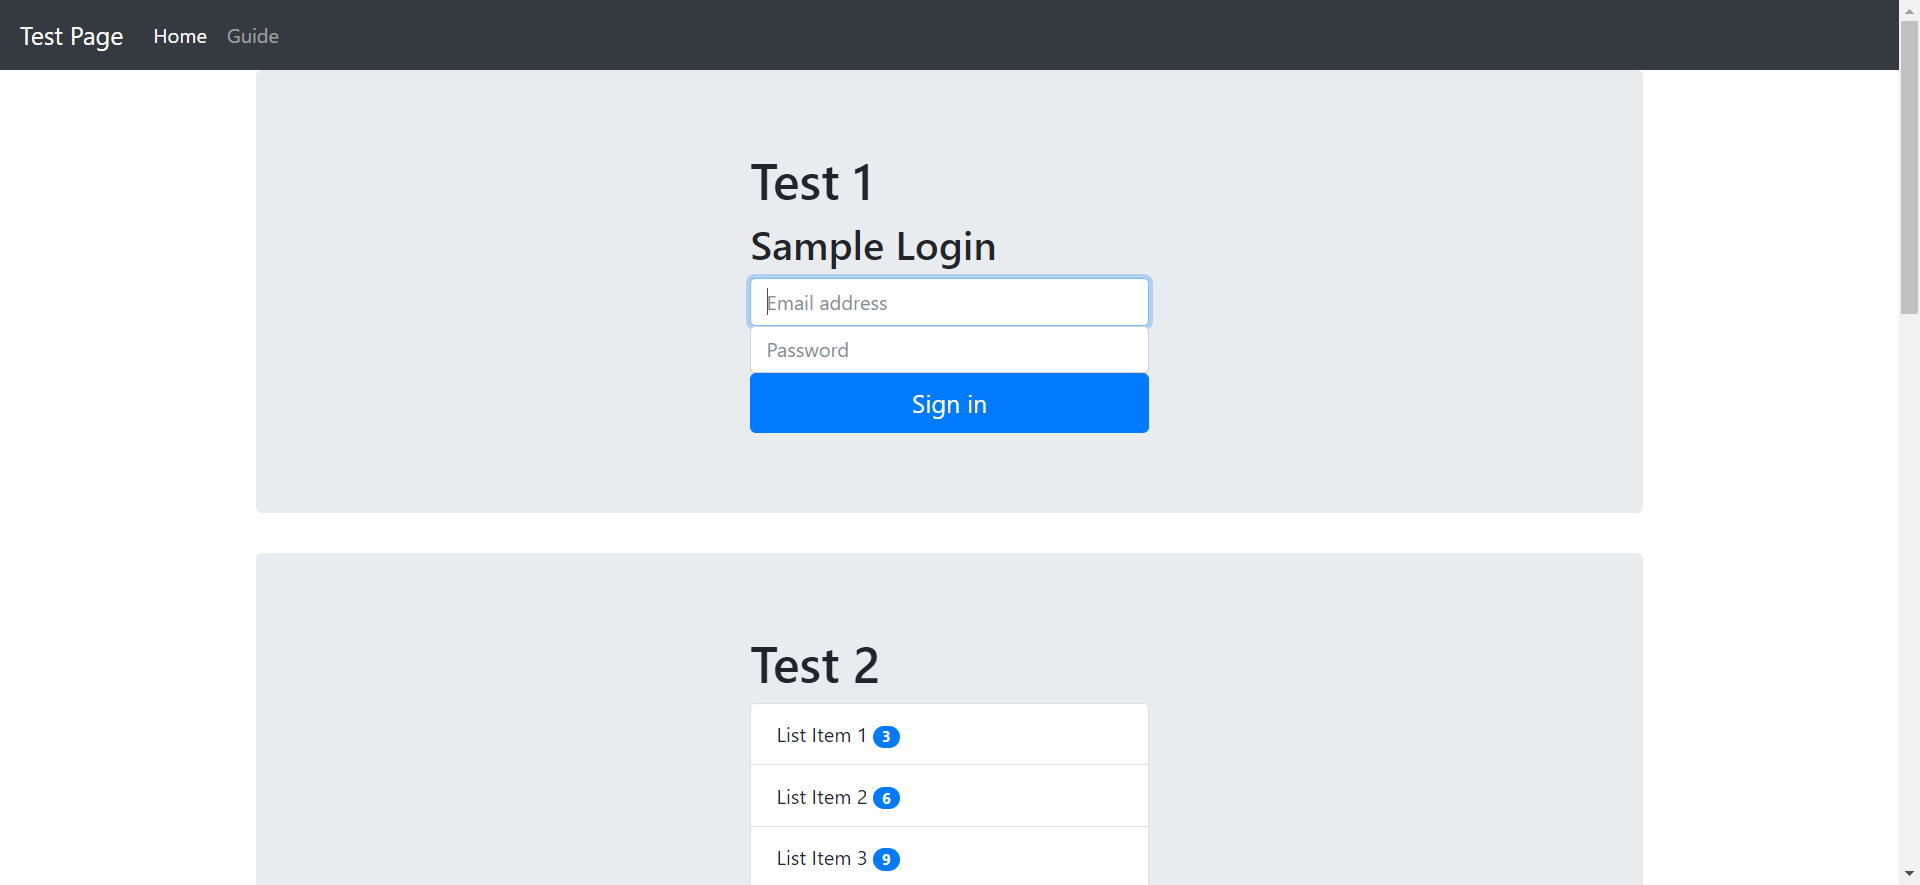 Test Page Home Guide
Test 1
Sample Login
Email address
Password
Sign in
Test 2
List Item 1 3
List Item 2 6
List Item 3 9